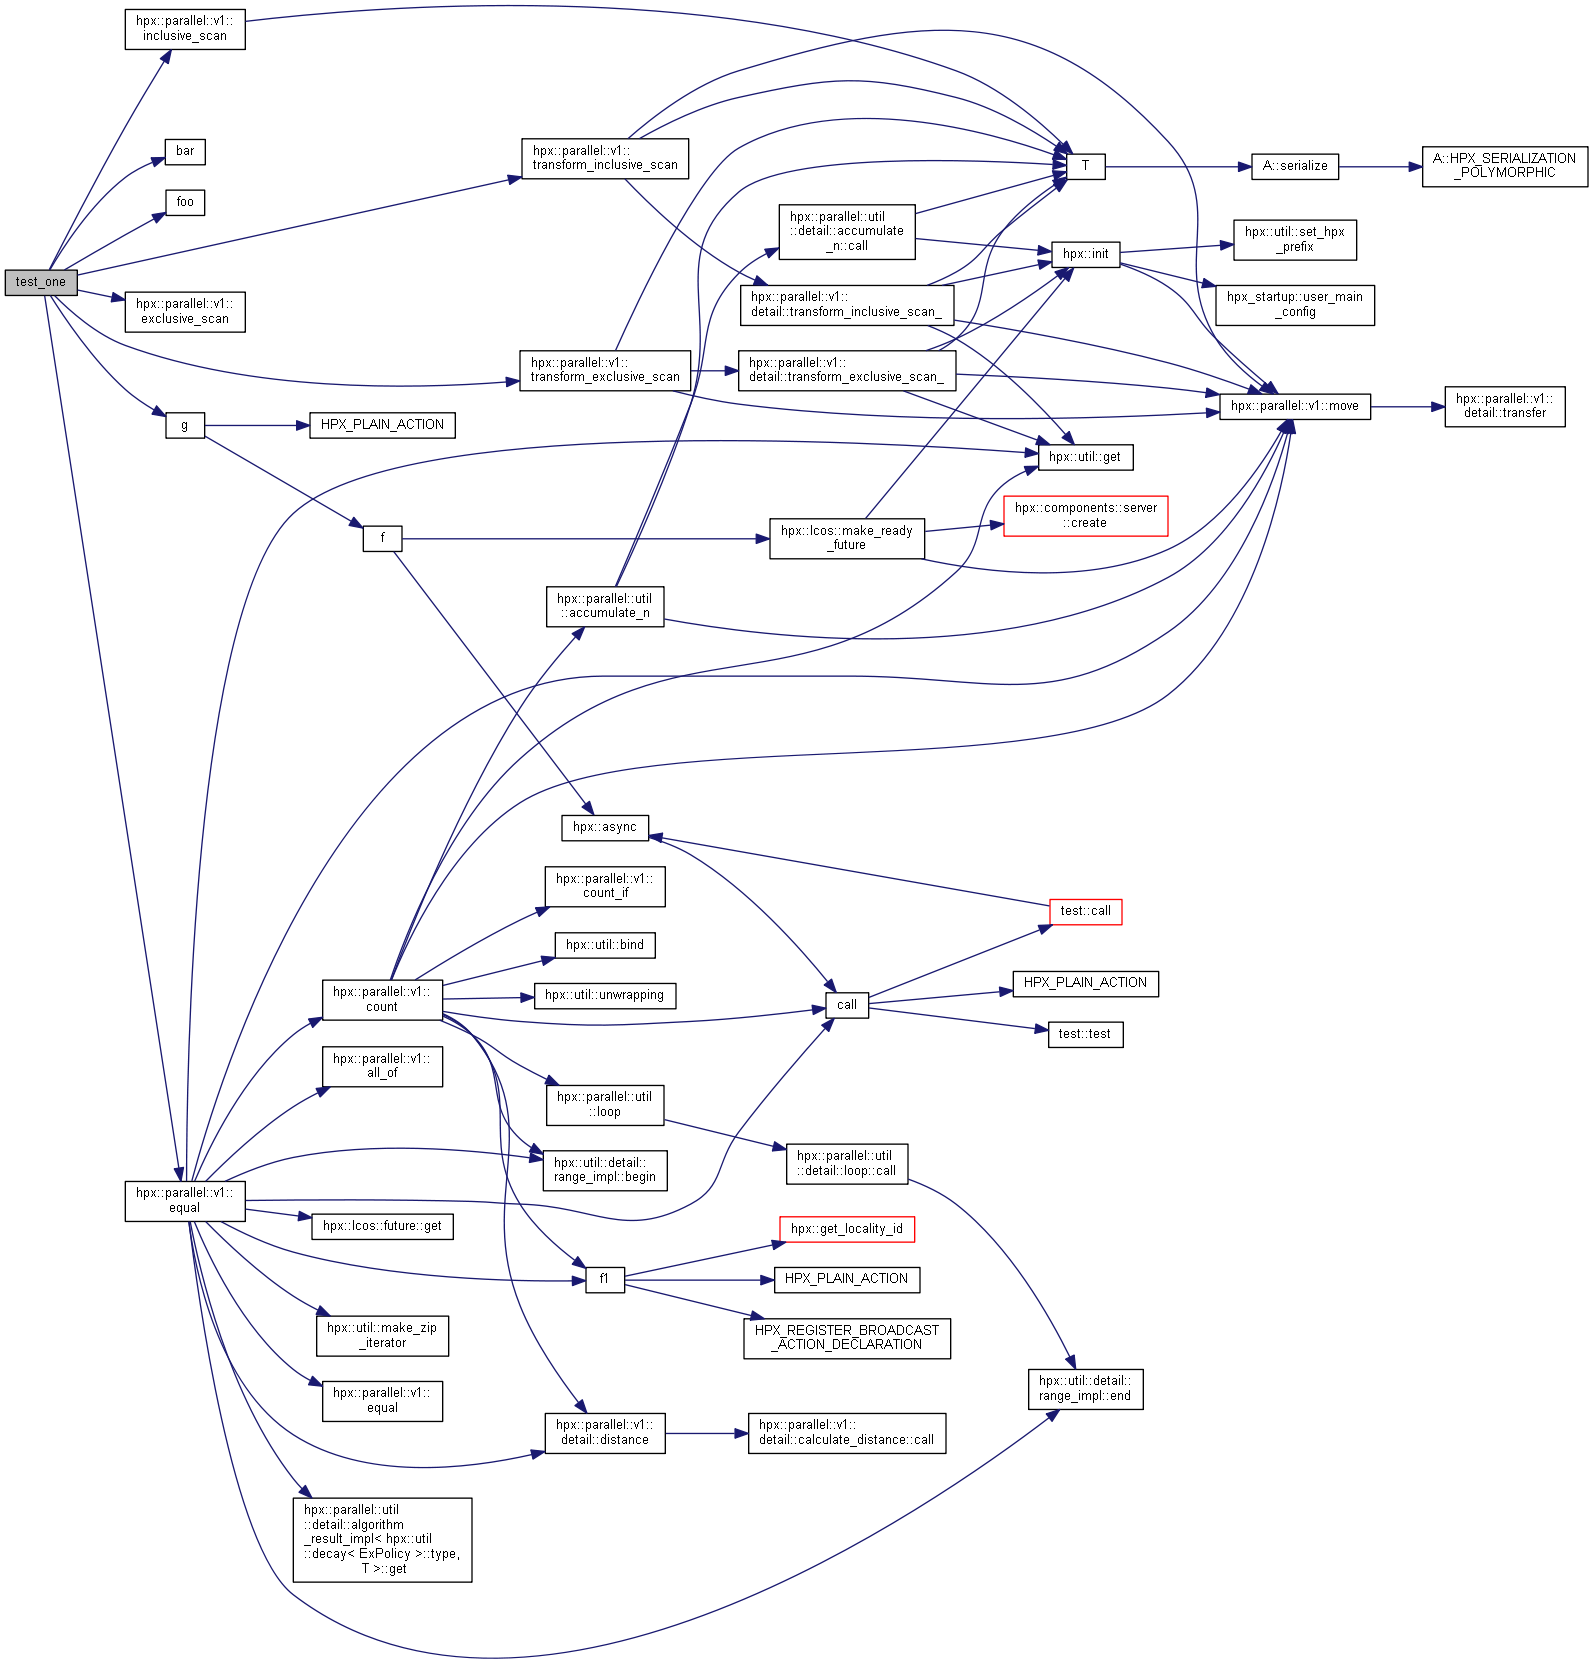 hpx::parallel::v1::
inclusive_scan
bar
foo
test_one
hpx::parallel::v1::
exclusive_scan
g
HPX_PLAIN_ACTION
f
hpx::parallel::v1::
transform_inclusive_scan
hpx::parallel::v1::
transform_exclusive_scan
hpx::parallel::util
::detail::accumulate
_n::call
hpx::parallel::v1::
detail::transform_inclusive_scan_
hpx::parallel::v1::
detail::transform_exclusive_scan_
T
A::serialize
A::HPX_SERIALIZATION
_POLYMORPHIC
hpx::init
hpx::util::set_hpx
_prefix
hpx_startup::user_main
_config
hpx::parallel::v1::move
hpx::parallel::v1::
detail::transfer
hpx::util::get
hpx::lcos::make_ready
_future
hpx::components::server
::create
hpx::parallel::util
::accumulate_n
hpx::async
hpx::parallel::v1::
count_if
hpx::util::bind
hpx::util::unwrapping
hpx::parallel::v1::
count
call
test::call
HPX_PLAIN_ACTION
test::test
hpx::parallel::v1::
all_of
hpx::parallel::util
::loop
hpx::parallel::util
::detail::loop::call
hpx::util::detail::
range_impl::begin
hpx::parallel::v1::
equal
hpx::lcos::future::get
f1
hpx::get_locality_id
HPX_PLAIN_ACTION
HPX_REGISTER_BROADCAST
_ACTION_DECLARATION
hpx::util::make_zip
_iterator
hpx::parallel::v1::
equal
hpx::util::detail::
range_impl::end
hpx::parallel::v1::
detail::distance
hpx::parallel::v1::
detail::calculate_distance::call
hpx::parallel::util
::detail::algorithm
_result_impl< hpx::util
::decay< ExPolicy >::type,
T >::get